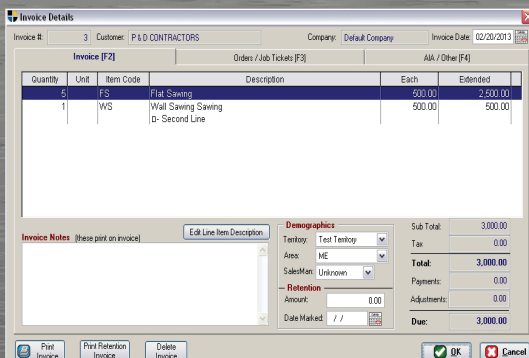 Invoice Details
Invoice #: 3 Customer: P & D CONTRACTORS Company: Default Company Invoice Date: 02/20/2013
Invoice [F2] Orders / Job Tickets [F3] AIA / Other [F4]
Quantity Unit Item Code Description Each Extended
5 FS Flat Sawing 500.00 2,500.00
1 WS Wall Sawing Sawing 500.00 500.00
□- Second Line
Invoice Notes (these print on invoice) Edit Line Item Description
Demographics
Territory: Test Territory
Area: ME
SalesMan: Unknown
Retention
Amount: 0.00
Date Marked: / /
Sub Total: 3,000.00
Tax 0.00
Total: 3,000.00
Payments: 0.00
Adjustments: 0.00
Due: 3,000.00
Print Invoice
Print Retention Invoice
Delete Invoice
OK Cancel